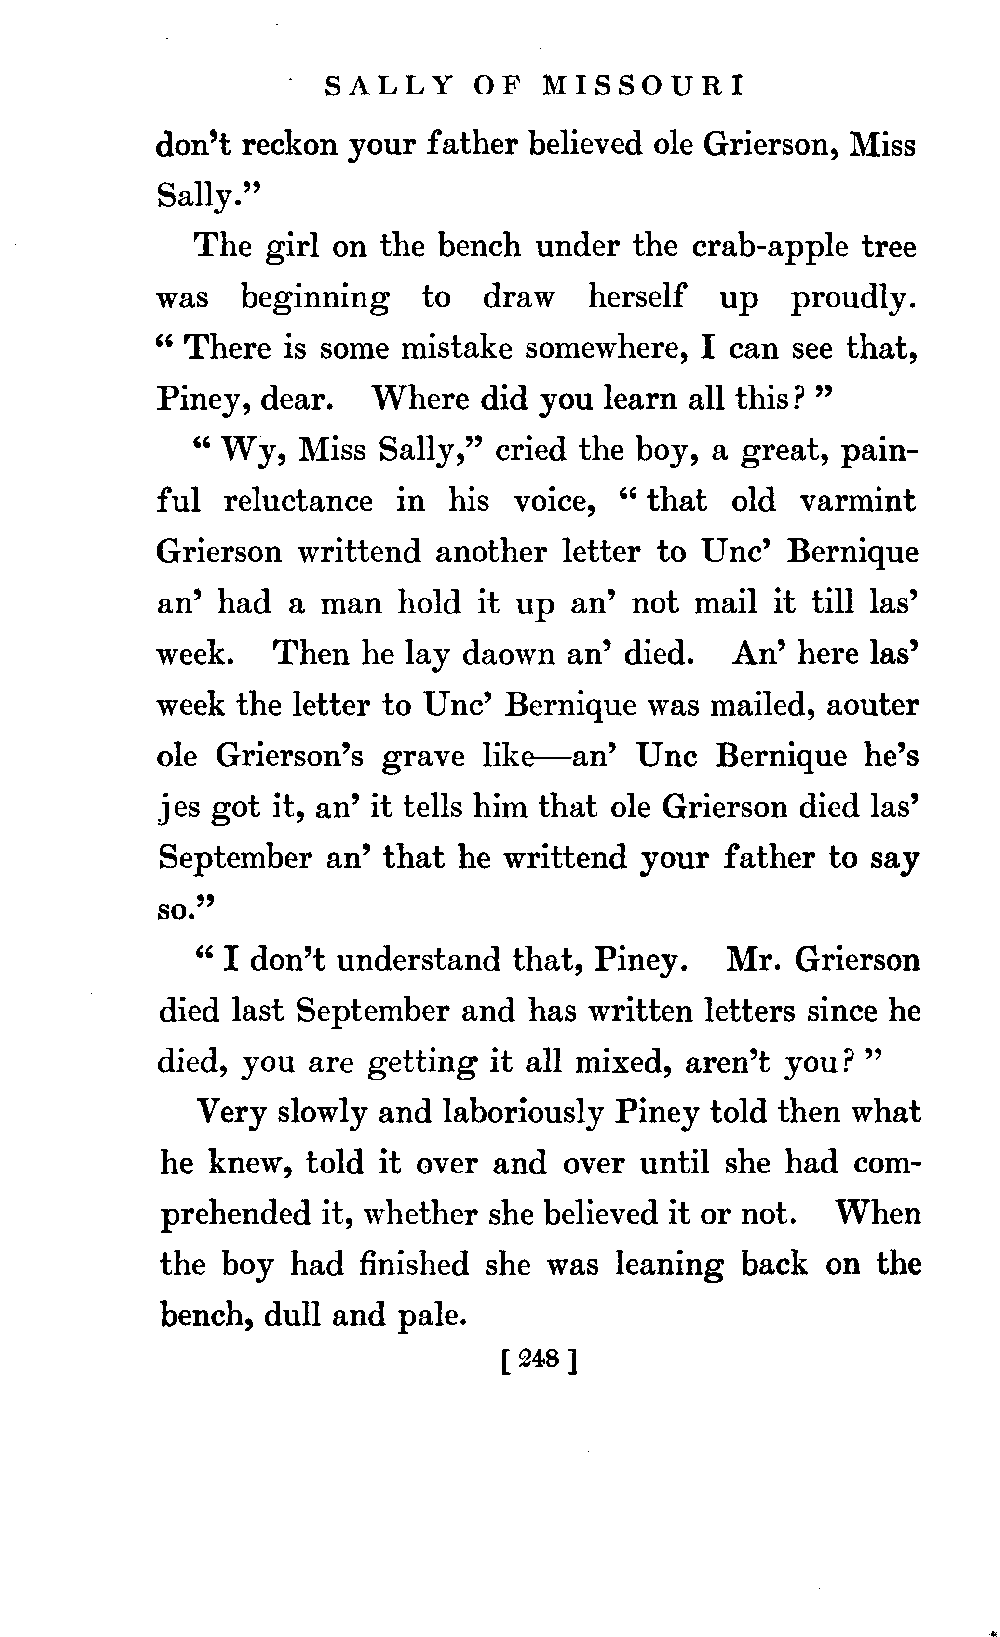 SALLY OF MISSOURI
don't reckon your father believed ole Grierson, Miss
Sally."
The girl on the bench under the crab-apple tree
was beginning to draw herself up proudly.
" There is some mistake somewhere, I can see that,
Piney, dear. Where did you learn all this? "
" Wy, Miss Sally," cried the boy, a great, pain-
ful reluctance in his voice, " that old varmint
Grierson writtend another letter to Unc' Bernique
an' had a man hold it up an' not mail it till las'
week. Then he lay daown an' died. An' here las'
week the letter to Unc' Bernique was mailed, aouter
ole Grierson's grave like—an' Unc Bernique he's
jes got it, an' it tells him that ole Grierson died las'
September an' that he writtend your father to say
so."
" I don't understand that, Piney. Mr. Grierson
died last September and has written letters since he
died, you are getting it all mixed, aren't you? "
Very slowly and laboriously Piney told then what
he knew, told it over and over until she had com-
prehended it, whether she believed it or not. When
the boy had finished she was leaning back on the
bench, dull and pale.
[ 248 ]